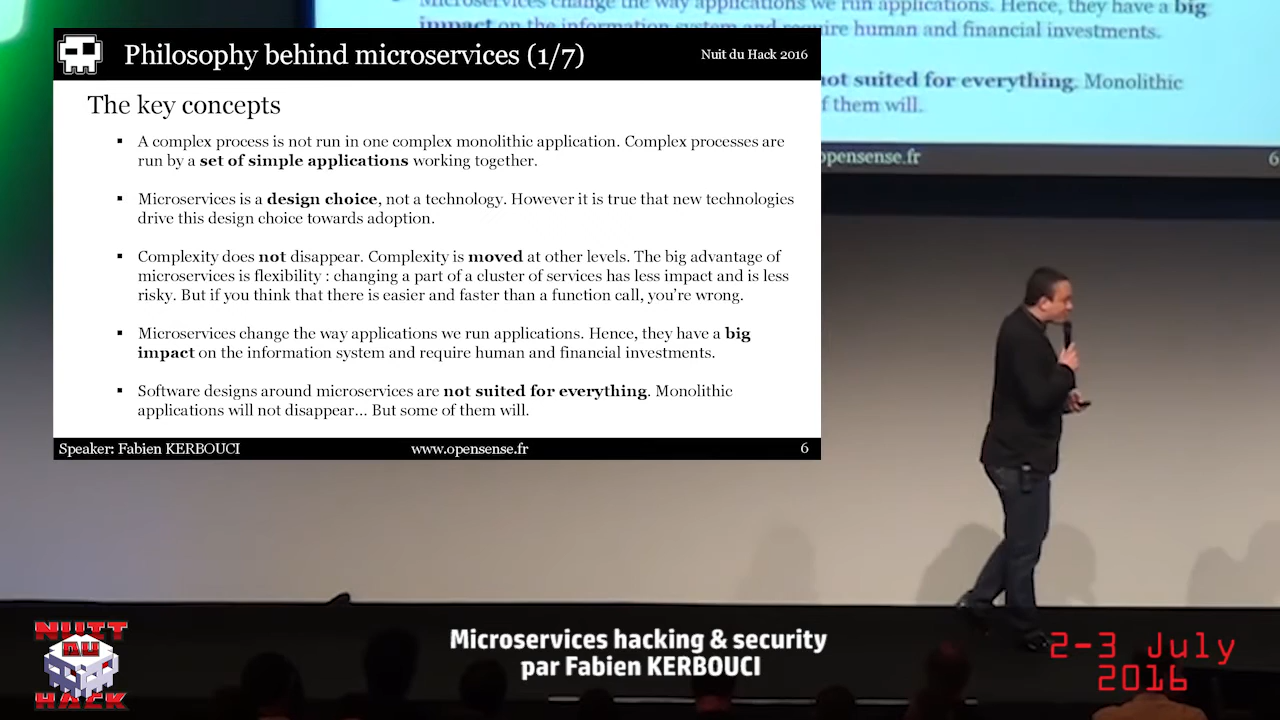 Microservices change the way applications we run applications. Hence, they have a big
impact on the information system and require human and financial investments.
not suited for everything. Monolithic
f them will.
opensense.fr
6
Philosophy behind microservices (1/7)
Nuit du Hack 2016
The key concepts
▪ A complex process is not run in one complex monolithic application. Complex processes are
run by a set of simple applications working together.
▪ Microservices is a design choice, not a technology. However it is true that new technologies
drive this design choice towards adoption.
▪ Complexity does not disappear. Complexity is moved at other levels. The big advantage of
microservices is flexibility : changing a part of a cluster of services has less impact and is less
risky. But if you think that there is easier and faster than a function call, you're wrong.
▪ Microservices change the way applications we run applications. Hence, they have a big
impact on the information system and require human and financial investments.
▪ Software designs around microservices are not suited for everything. Monolithic
applications will not disappear... But some of them will.
Speaker: Fabien KERBOUCI
www.opensense.fr
6
NUIT
DU
HACK
Microservices hacking & security
par Fabien KERBOUCI
2-3 July
2016